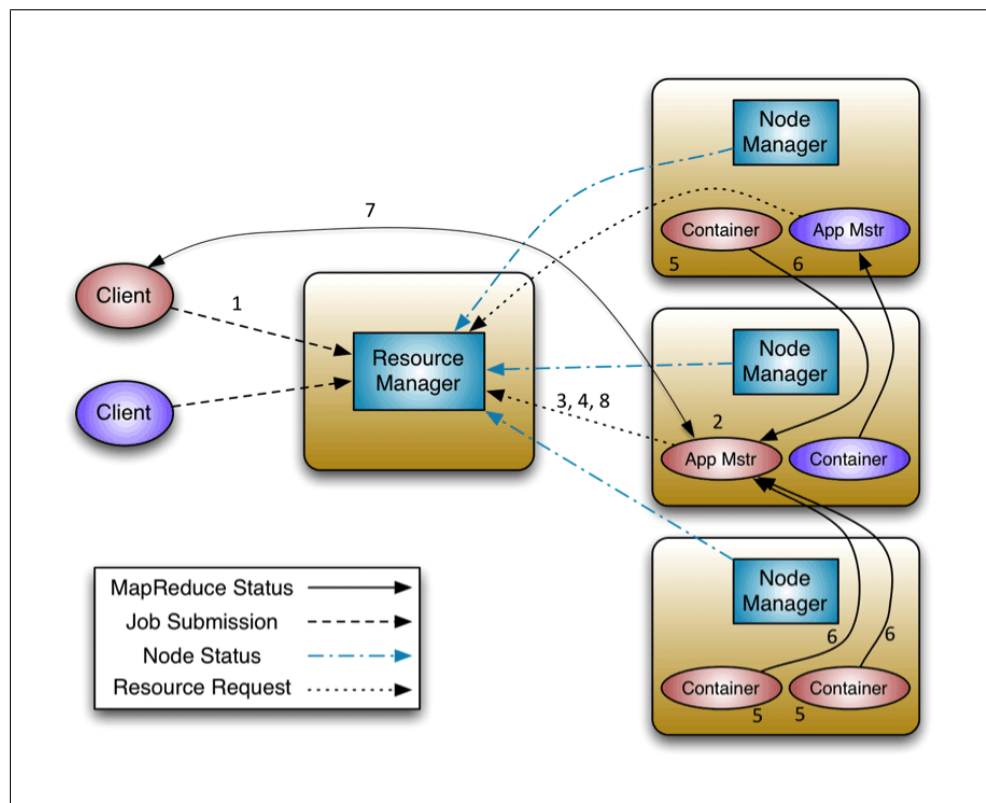 Node
Manager
Container
App Mstr
5
6
7
Client
1
Resource
Manager
Client
Node
Manager
3, 4, 8
2
App Mstr
Container
Node
Manager
6
6
Container
Container
5
5
MapReduce Status
Job Submission
Node Status
Resource Request